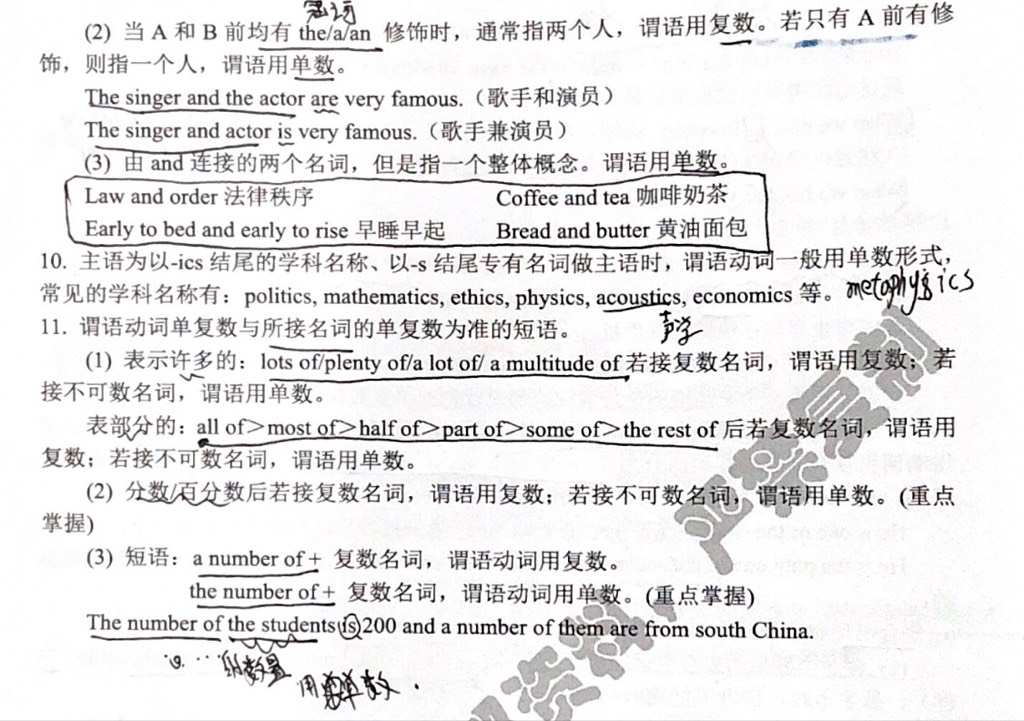 冠词
(2) 当 A 和 B 前均有 the/a/an 修饰时，通常指两个人，谓语用复数。若只有 A 前有修
饰，则指一个人，谓语用单数。
The singer and the actor are very famous.（歌手和演员）
The singer and actor is very famous.（歌手兼演员）
(3) 由 and 连接的两个名词，但是指一个整体概念。谓语用单数。
Law and order 法律秩序 Coffee and tea 咖啡奶茶
Early to bed and early to rise 早睡早起 Bread and butter 黄油面包
10. 主语为以-ics 结尾的学科名称、以-s 结尾专有名词做主语时，谓语动词一般用单数形式，
常见的学科名称有：politics, mathematics, ethics, physics, acoustics, economics 等。metaphysics
声学
11. 谓语动词单复数与所接名词的单复数为准的短语。
(1) 表示许多的：lots of/plenty of/a lot of/ a multitude of 若接复数名词，谓语用复数；若
接不可数名词，谓语用单数。
表部分的：all of>most of>half of>part of>some of>the rest of 后若复数名词，谓语用
复数；若接不可数名词，谓语用单数。
(2) 分数/百分数后若接复数名词，谓语用复数；若接不可数名词，谓语用单数。(重点
掌握)
(3) 短语：a number of + 复数名词，谓语动词用复数。
the number of + 复数名词，谓语动词用单数。(重点掌握)
The number of the students is 200 and a number of them are from south China.
……的数量 用单数.
资料，严禁复制